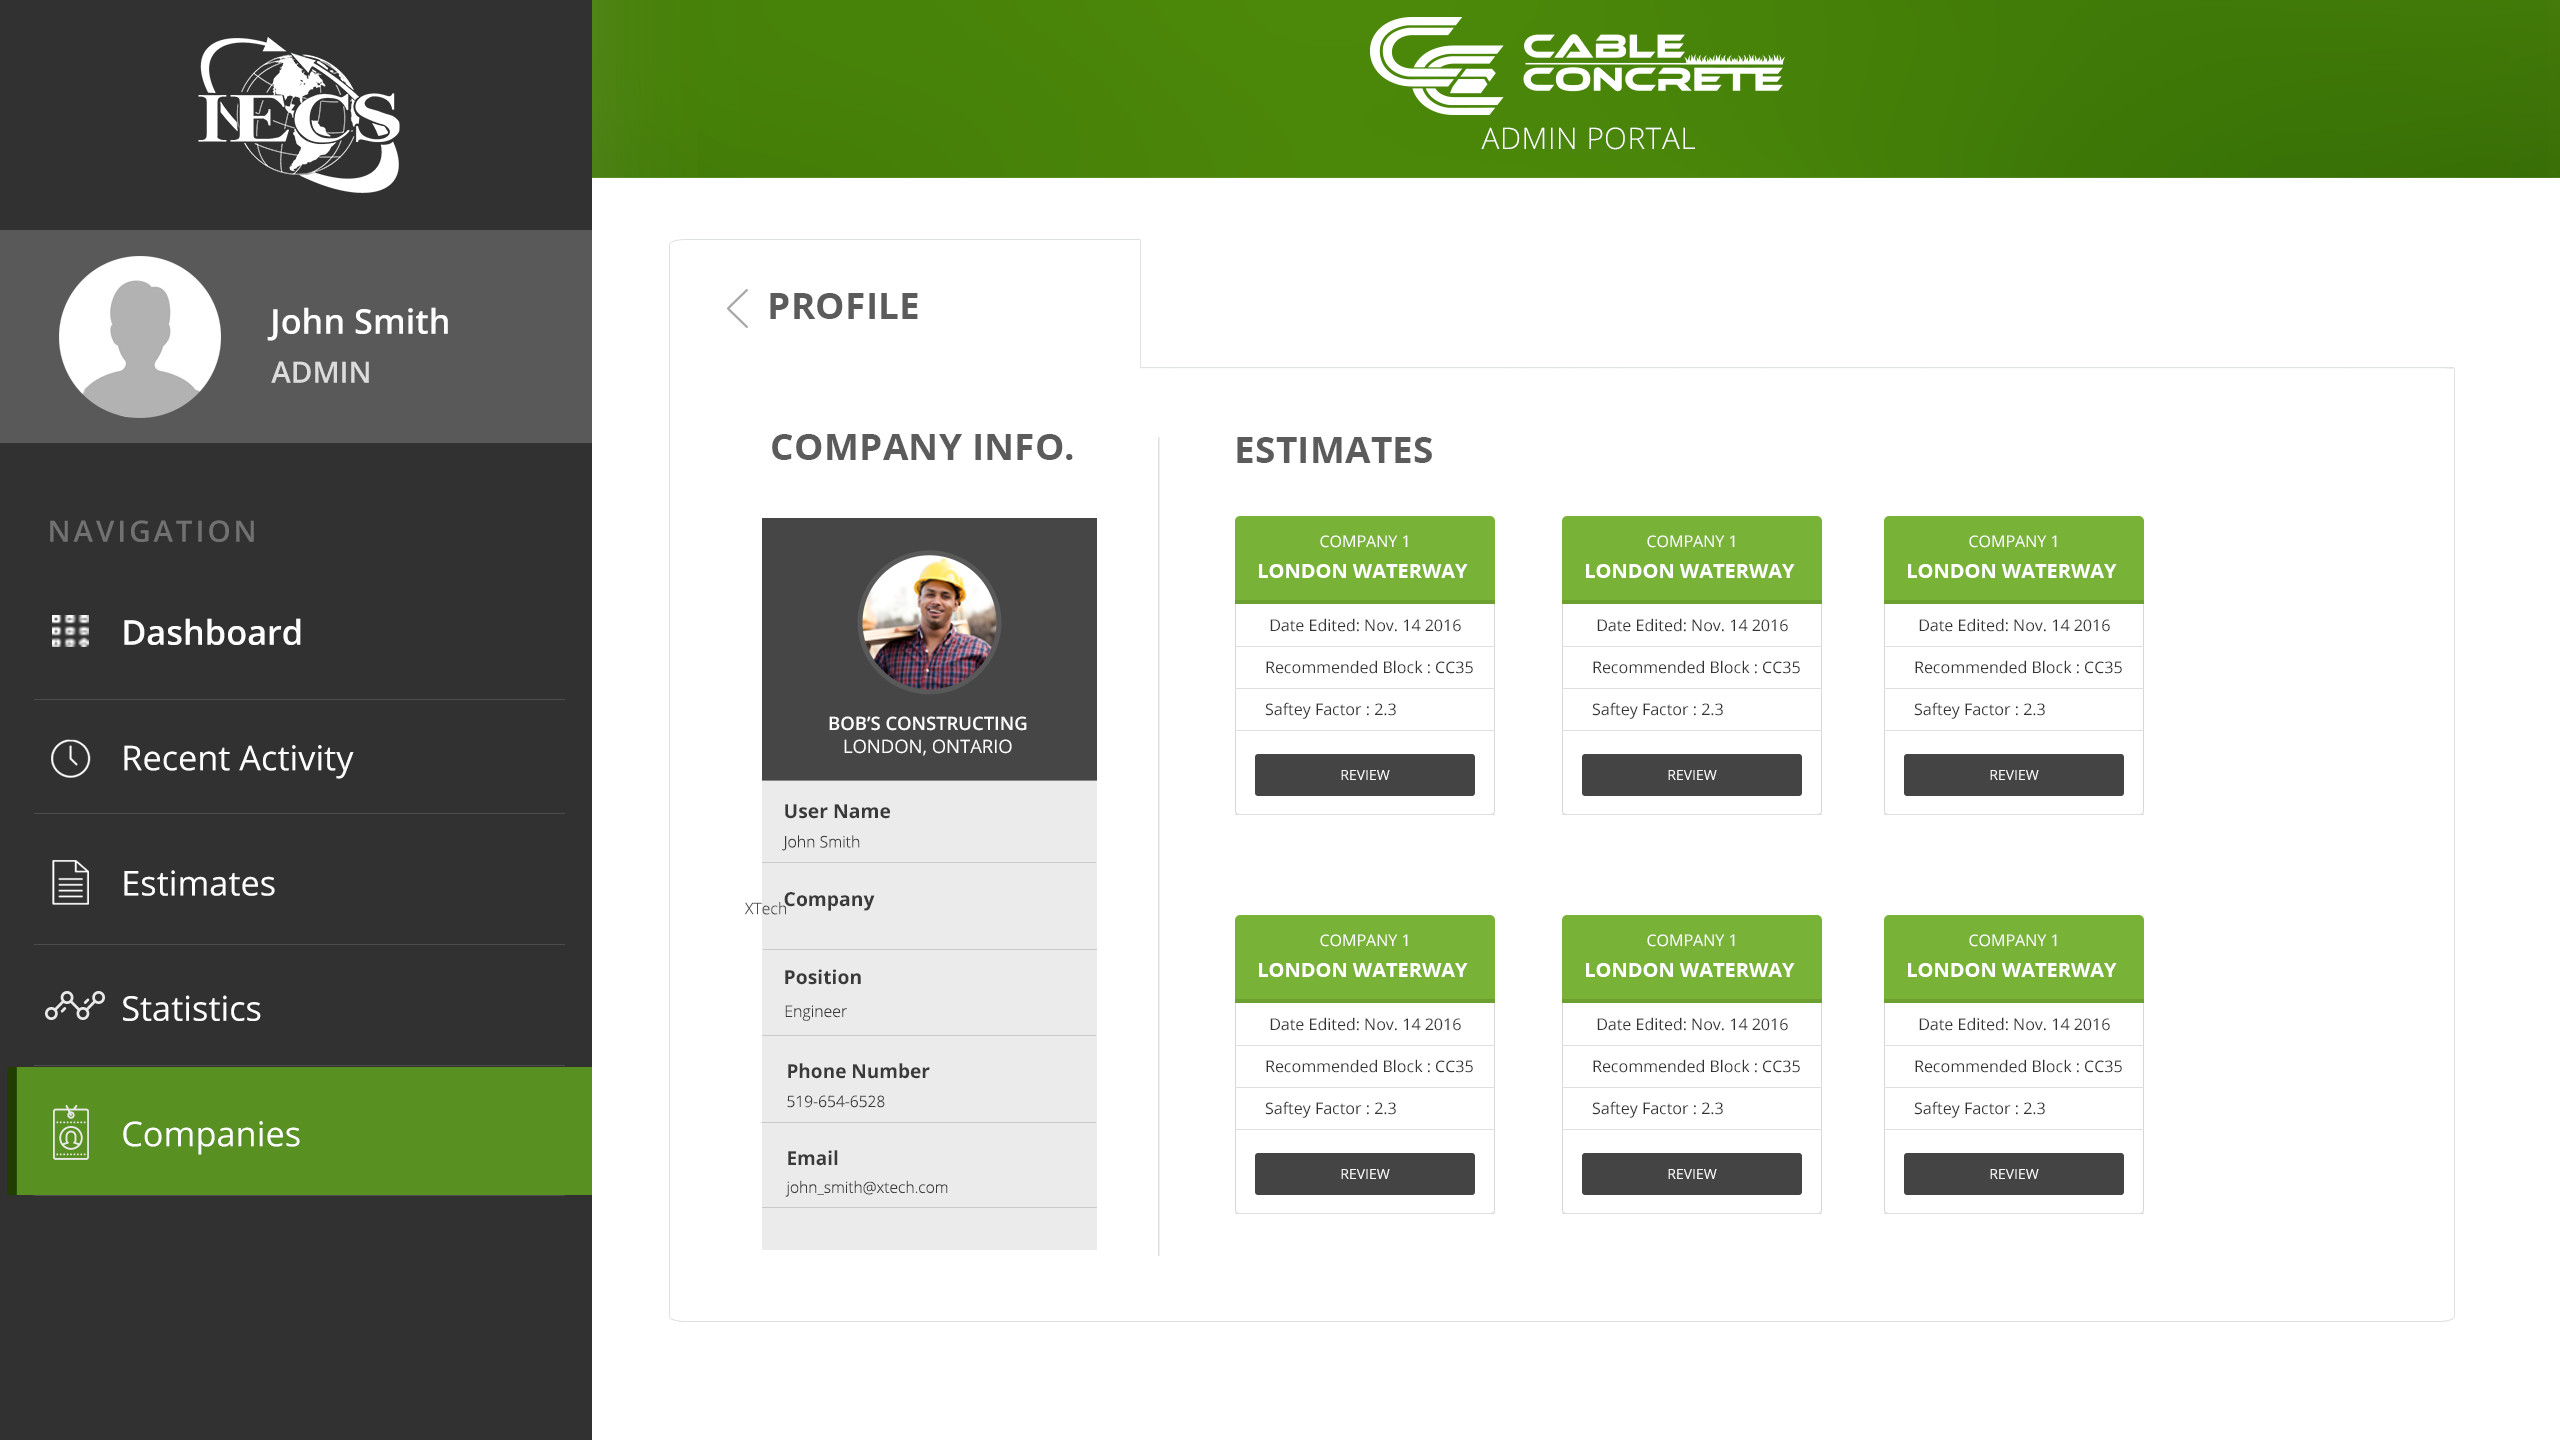 IECS
John Smith
ADMIN
NAVIGATION
Dashboard
Recent Activity
Estimates
Statistics
Companies
CABLE
CONCRETE
ADMIN PORTAL
PROFILE
COMPANY INFO.
BOB’S CONSTRUCTING
LONDON, ONTARIO
User Name
John Smith
Company
XTech
Position
Engineer
Phone Number
519-654-6528
Email
john_smith@xtech.com
ESTIMATES
COMPANY 1
LONDON WATERWAY
Date Edited: Nov. 14 2016
Recommended Block : CC35
Saftey Factor : 2.3
REVIEW
COMPANY 1
LONDON WATERWAY
Date Edited: Nov. 14 2016
Recommended Block : CC35
Saftey Factor : 2.3
REVIEW
COMPANY 1
LONDON WATERWAY
Date Edited: Nov. 14 2016
Recommended Block : CC35
Saftey Factor : 2.3
REVIEW
COMPANY 1
LONDON WATERWAY
Date Edited: Nov. 14 2016
Recommended Block : CC35
Saftey Factor : 2.3
REVIEW
COMPANY 1
LONDON WATERWAY
Date Edited: Nov. 14 2016
Recommended Block : CC35
Saftey Factor : 2.3
REVIEW
COMPANY 1
LONDON WATERWAY
Date Edited: Nov. 14 2016
Recommended Block : CC35
Saftey Factor : 2.3
REVIEW